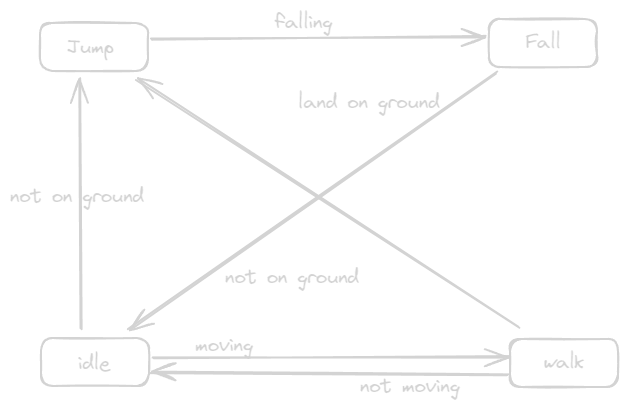 falling
Jump
Fall
land on ground
not on ground
not on ground
moving
idle
walk
not moving